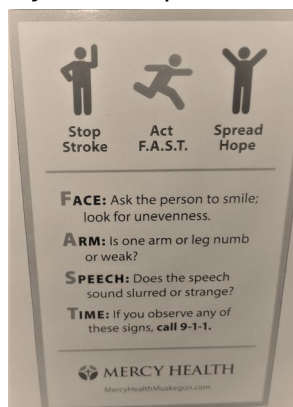 Stop Act Spread
Stroke F.A.S.T. Hope
FACE: Ask the person to smile;
look for unevenness.
ARM: Is one arm or leg numb
or weak?
SPEECH: Does the speech
sound slurred or strange?
TIME: If you observe any of
these signs, call 9-1-1.
MERCY HEALTH
MercyHealthMuskegon.com